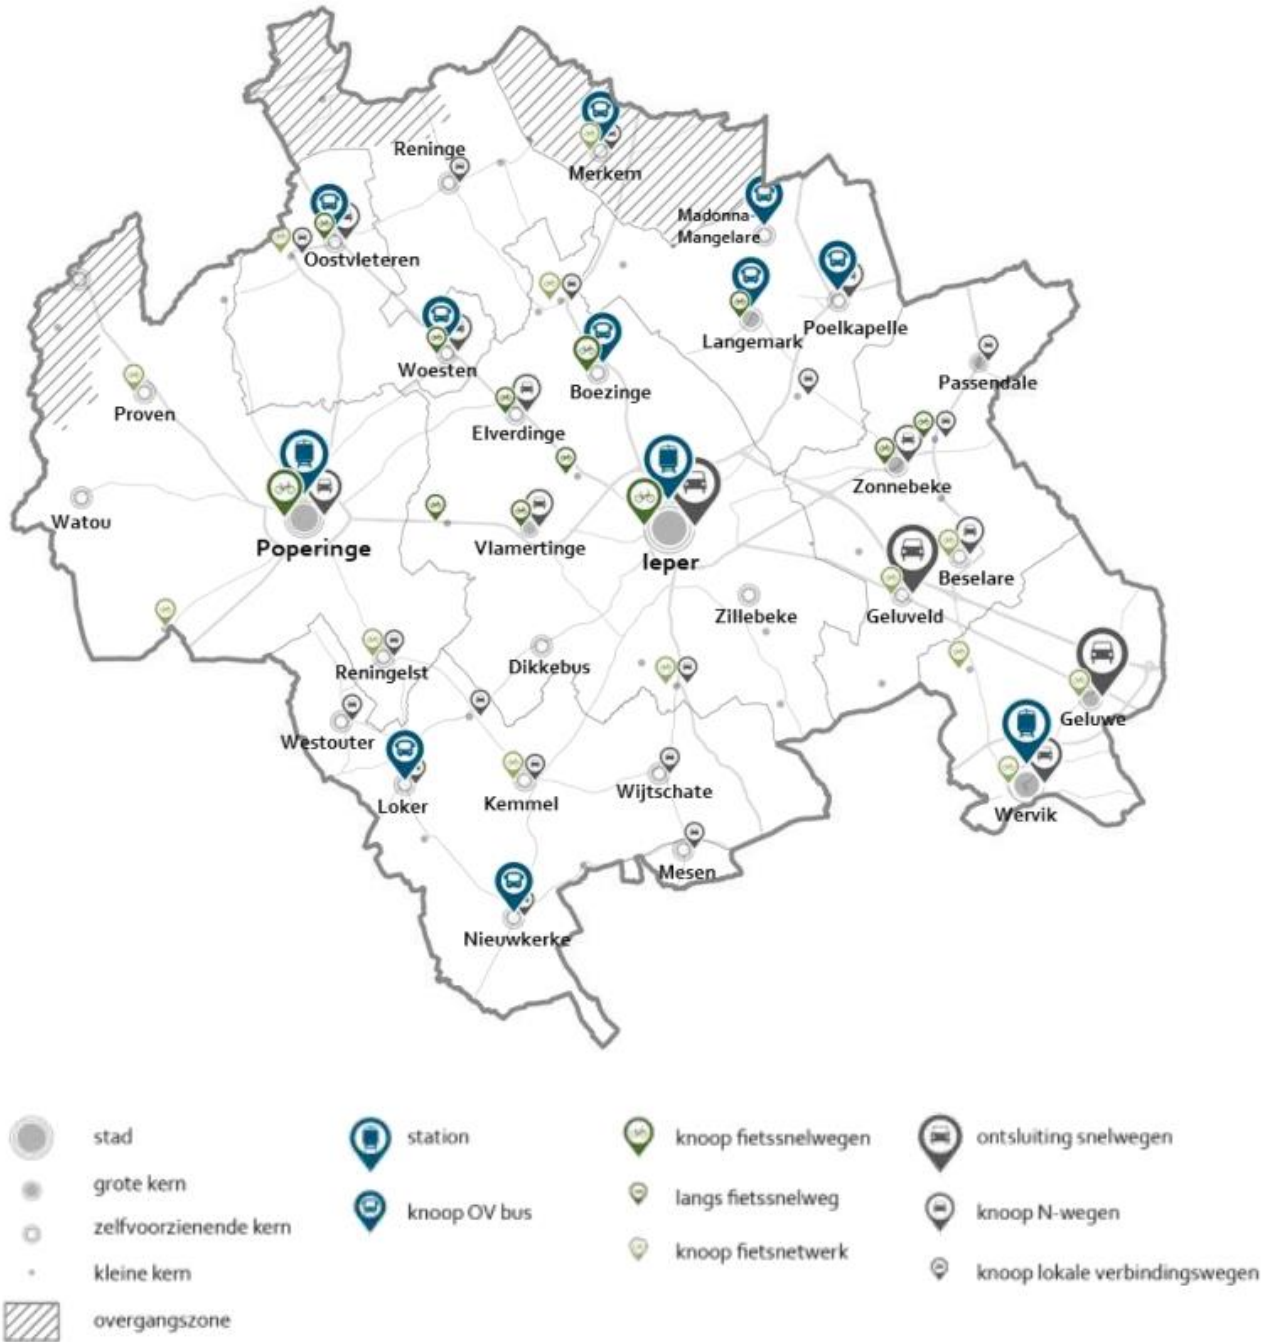 Reninge
Merkem
Madonna-
Mangelare
Oostvleteren
Poelkapelle
Langemark
Woesten
Boezinge
Passendale
Proven
Elverdinge
Zonnebeke
Watou
Poperinge
Vlamertinge
Ieper
Beselare
Zillebeke
Geluveld
Reningelst
Dikkebus
Geluwe
Westouter
Loker
Kemmel
Wijtschate
Wervik
Mesen
Nieuwkerke
stad
grote kern
zelfvoorzienende kern
kleine kern
overgangszone
station
knoop OV bus
knoop fietssnelwegen
langs fietssnelweg
knoop fietsnetwerk
ontsluiting snelwegen
knoop N-wegen
knoop lokale verbindingswegen